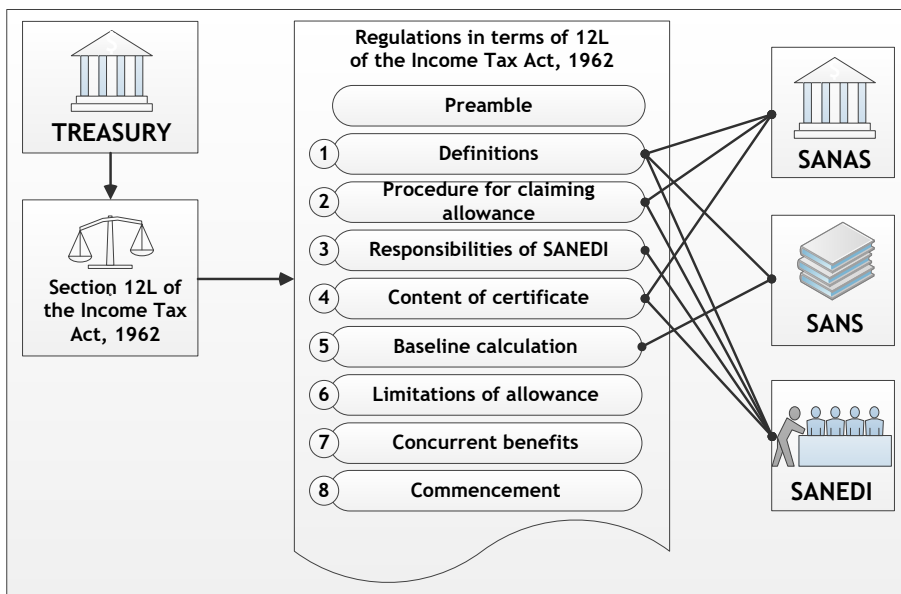 TREASURY
Section 12L of
the Income Tax
Act, 1962
Regulations in terms of 12L
of the Income Tax Act, 1962
Preamble
1 Definitions
2 Procedure for claiming
allowance
3 Responsibilities of SANEDI
4 Content of certificate
5 Baseline calculation
6 Limitations of allowance
7 Concurrent benefits
8 Commencement
SANAS
SANS
SANEDI